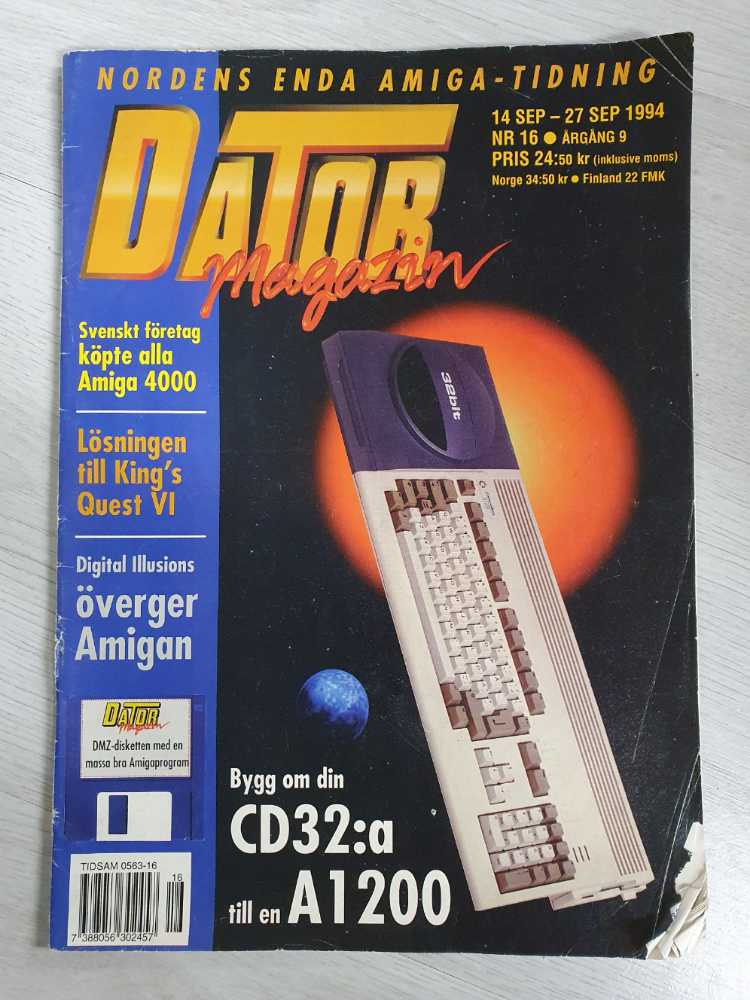 NORDENS ENDA AMIGA-TIDNING
DATOR
Magazin
14 SEP – 27 SEP 1994
NR 16 ● ÅRGÅNG 9
PRIS 24:50 kr (inklusive moms)
Norge 34:50 kr ● Finland 22 FMK
Svenskt företag
köpte alla
Amiga 4000
Lösningen
till King's
Quest VI
Digital Illusions
överger
Amigan
32bit
DATOR
Magazin
DMZ-disketten med en
massa bra Amigaprogram
Bygg om din
CD32:a
till en A1200
TIDSAM 0563-16
16
7 388056 302457